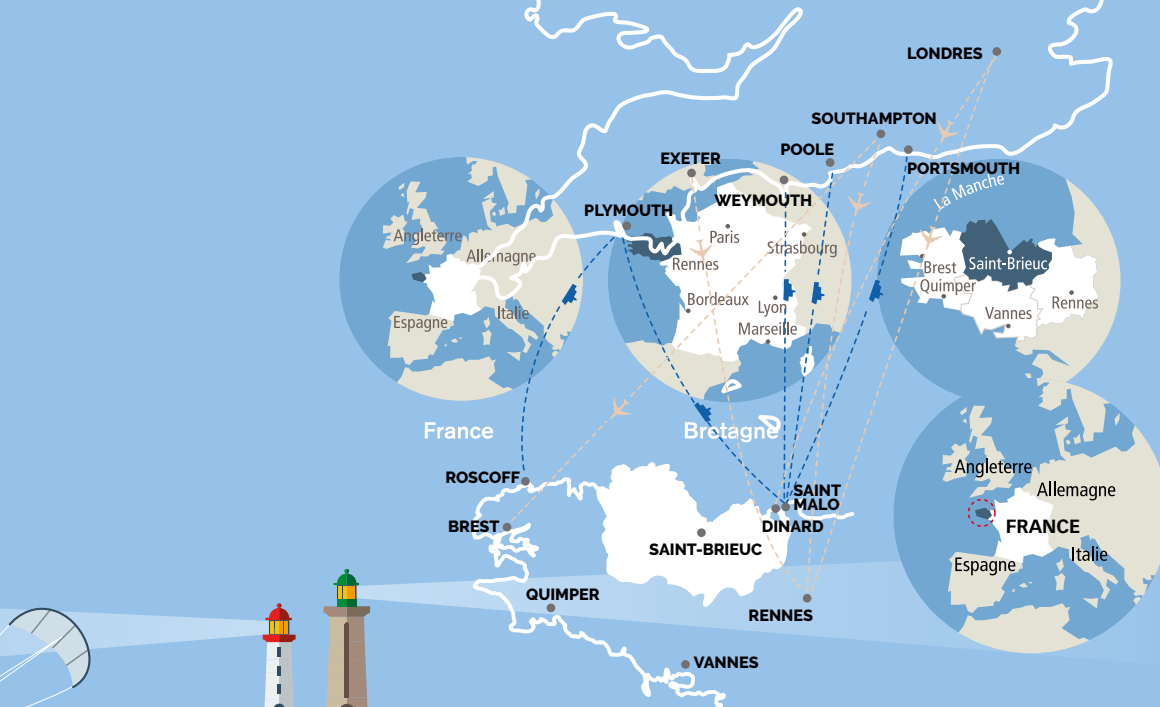 LONDRES
SOUTHAMPTON
POOLE
EXETER
PORTSMOUTH
WEYMOUTH
PLYMOUTH
La Manche
Angleterre
Allemagne
Espagne
Italie
Paris
Strasbourg
Rennes
Bordeaux
Lyon
Marseille
Saint-Brieuc
Brest
Quimper
Vannes
Rennes
France
Bretagne
Angleterre
Allemagne
FRANCE
Espagne
Italie
ROSCOFF
BREST
SAINT
MALO
DINARD
SAINT-BRIEUC
QUIMPER
RENNES
VANNES